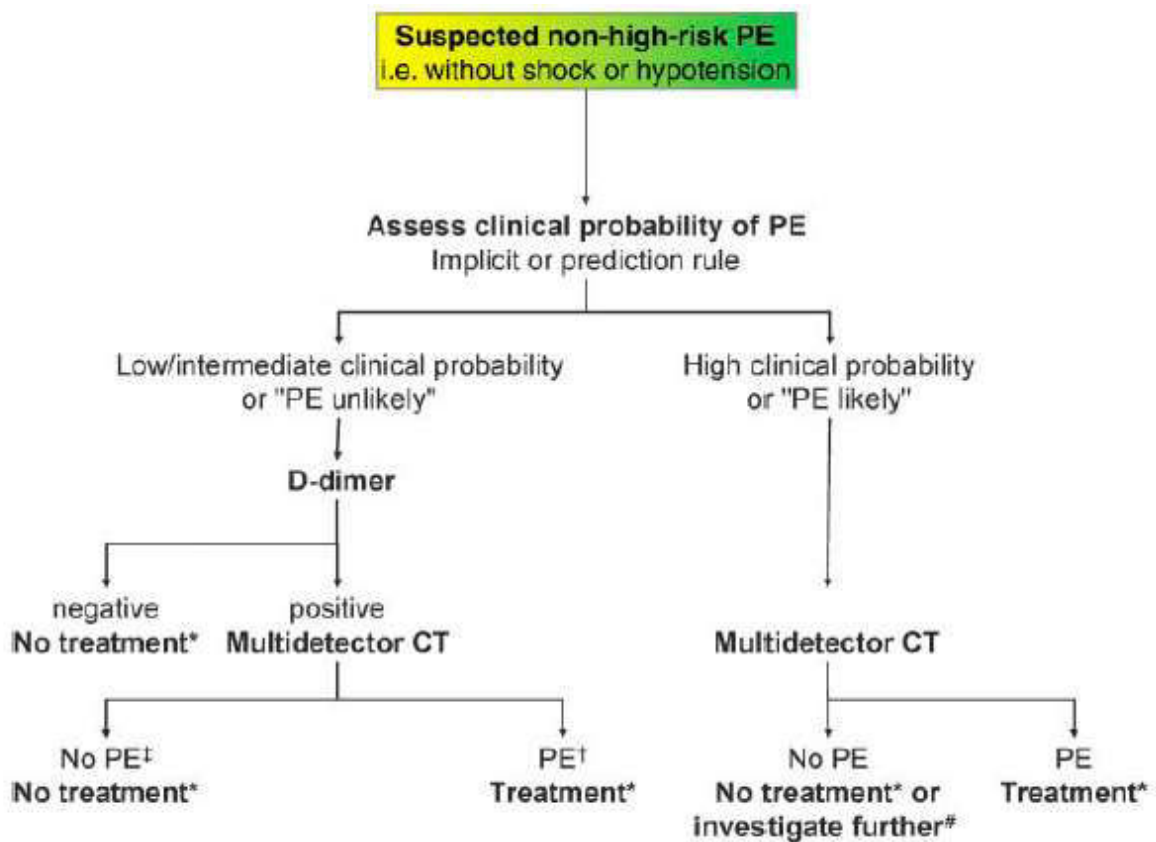 Suspected non-high-risk PE
i.e. without shock or hypotension
Assess clinical probability of PE
Implicit or prediction rule
Low/intermediate clinical probability
or "PE unlikely"
High clinical probability
or "PE likely"
D-dimer
negative
No treatment*
positive
Multidetector CT
Multidetector CT
No PE‡
No treatment*
PE†
Treatment*
No PE
No treatment* or
investigate further#
PE
Treatment*